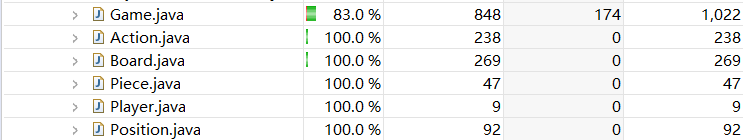 Game.java 83.0 % 848 174 1,022
Action.java 100.0 % 238 0 238
Board.java 100.0 % 269 0 269
Piece.java 100.0 % 47 0 47
Player.java 100.0 % 9 0 9
Position.java 100.0 % 92 0 92